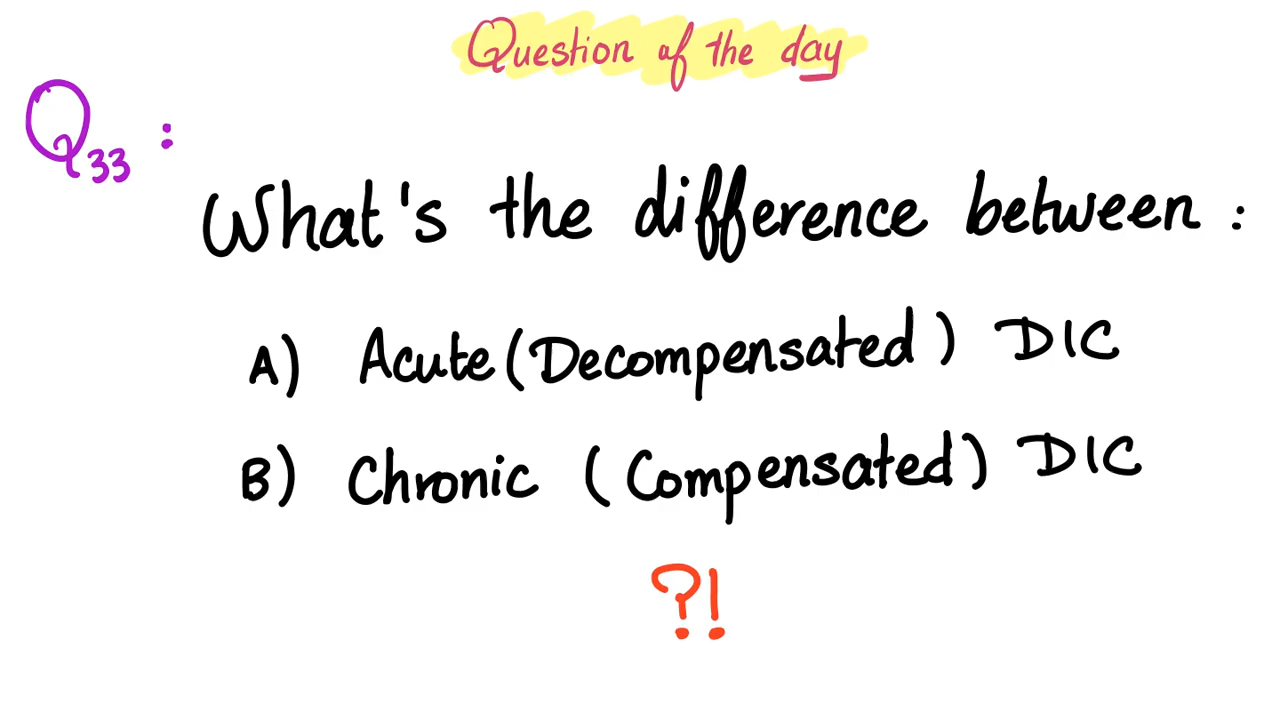 Question of the day
Q33 :
What's the difference between :
A) Acute (Decompensated) DIC
B) Chronic (Compensated) DIC
?!